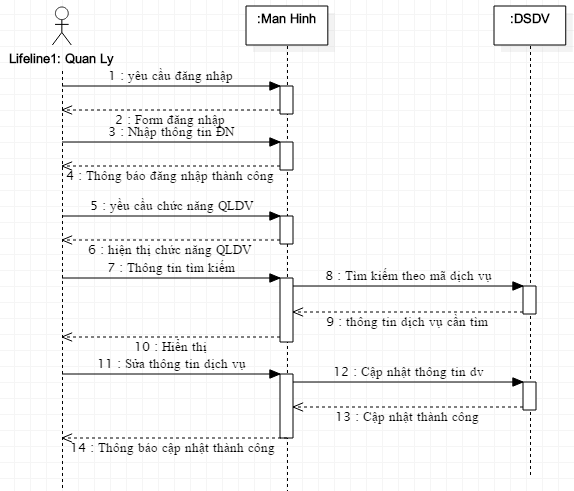 :Man Hinh
:DSDV
Lifeline1: Quan Ly
1 : yêu cầu đăng nhập
2 : Form đăng nhập
3 : Nhập thông tin ĐN
4 : Thông báo đăng nhập thành công
5 : yều cầu chức năng QLDV
6 : hiện thị chức năng QLDV
7 : Thông tin tìm kiếm
8 : Tìm kiếm theo mã dịch vụ
9 : thông tin dịch vụ cần tìm
10 : Hiển thị
11 : Sửa thông tin dịch vụ
12 : Cập nhật thông tin dv
13 : Cập nhật thành công
14 : Thông báo cập nhật thành công